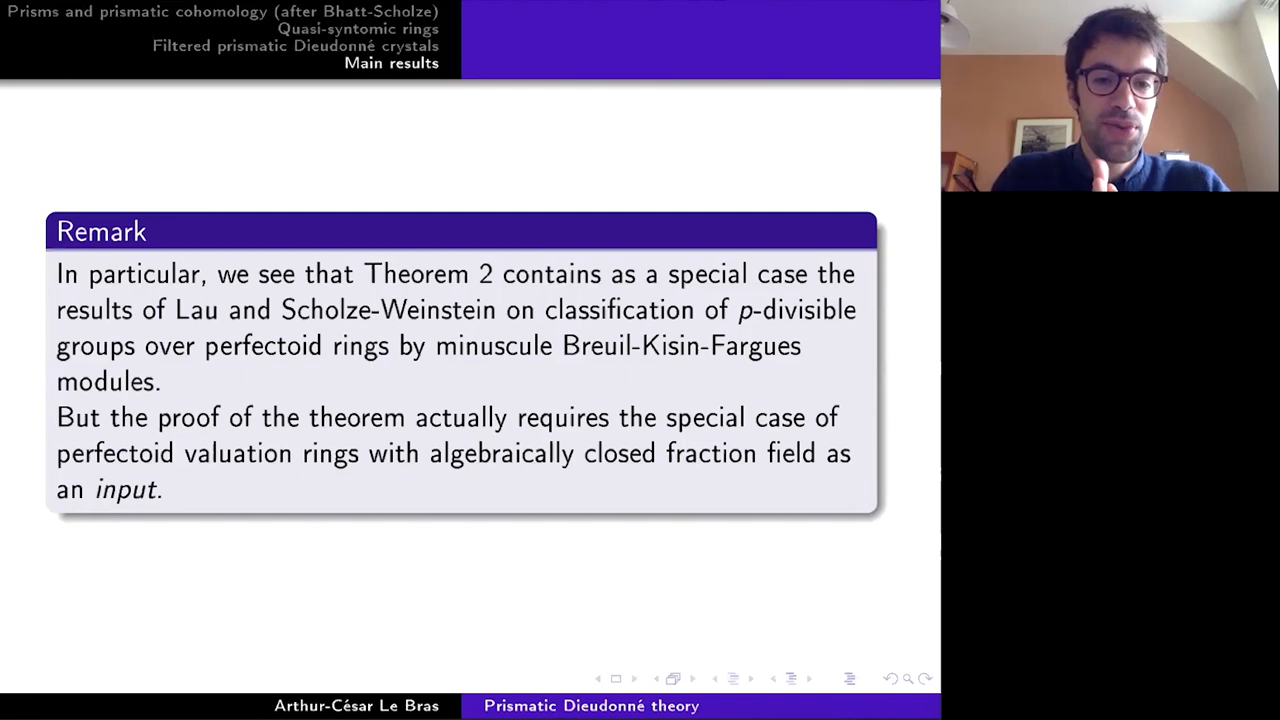 Prisms and prismatic cohomology (after Bhatt-Scholze)
Quasi-syntomic rings
Filtered prismatic Dieudonné crystals
Main results
Remark
In particular, we see that Theorem 2 contains as a special case the
results of Lau and Scholze-Weinstein on classification of p-divisible
groups over perfectoid rings by minuscule Breuil-Kisin-Fargues
modules.
But the proof of the theorem actually requires the special case of
perfectoid valuation rings with algebraically closed fraction field as
an input.
Arthur-César Le Bras
Prismatic Dieudonné theory